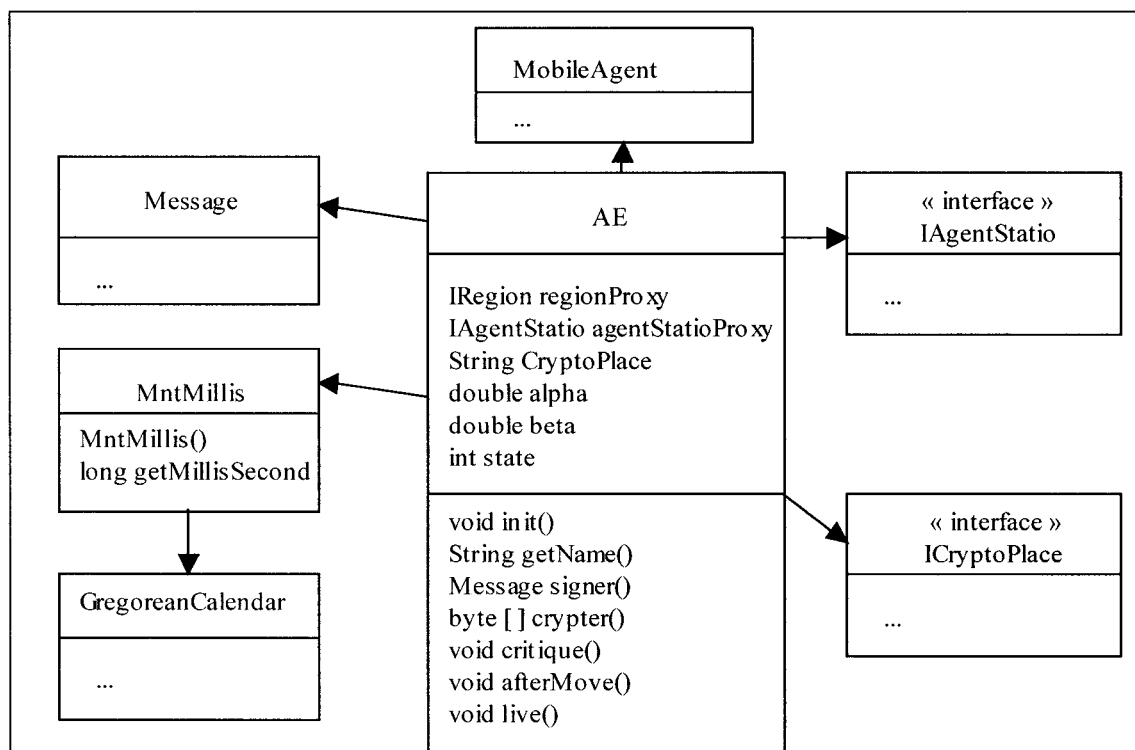 MobileAgent
...
Message
...
AE
IRegion regionProxy
IAgentStatio agentStatioProxy
String CryptoPlace
double alpha
double beta
int state
void init()
String getName()
Message signer()
byte [ ] crypter()
void critique()
void afterMove()
void live()
« interface »
IAgentStatio
...
MntMillis
MntMillis()
long getMillisSecond
GregoreanCalendar
...
« interface »
ICryptoPlace
...